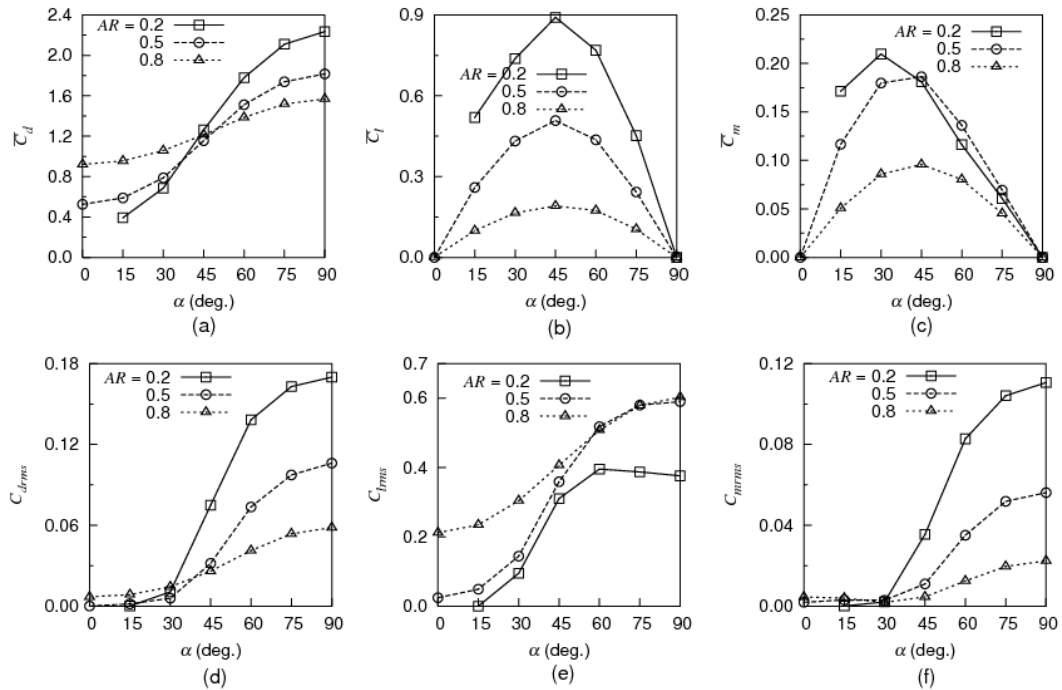 AR = 0.2
0.5
0.8
2.4
2.0
1.6
1.2
0.8
0.4
0.0
C̅d
0 15 30 45 60 75 90
α (deg.)
(a)
AR = 0.2
0.5
0.8
0.9
0.6
0.3
0.0
C̅l
0 15 30 45 60 75 90
α (deg.)
(b)
AR = 0.2
0.5
0.8
0.25
0.20
0.15
0.10
0.05
0.00
C̅m
0 15 30 45 60 75 90
α (deg.)
(c)
AR = 0.2
0.5
0.8
0.18
0.12
0.06
0.00
Cdrms
0 15 30 45 60 75 90
α (deg.)
(d)
AR = 0.2
0.5
0.8
0.7
0.6
0.4
0.2
0.0
Clrms
0 15 30 45 60 75 90
α (deg.)
(e)
AR = 0.2
0.5
0.8
0.12
0.08
0.04
0.00
Cmrms
0 15 30 45 60 75 90
α (deg.)
(f)